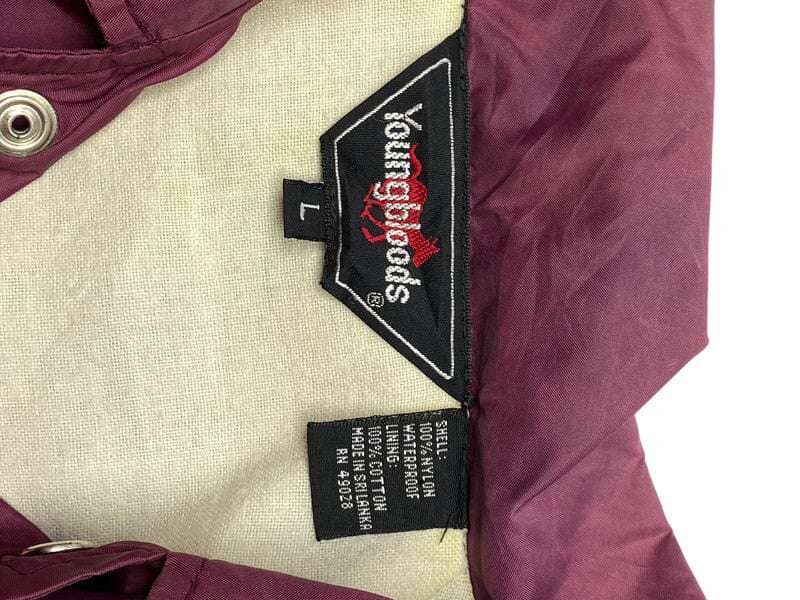 Youngbloods®
L
SHELL:
100% NYLON
WATERPROOF
LINING:
100% COTTON
MADE IN SRI LANKA
RN 49028